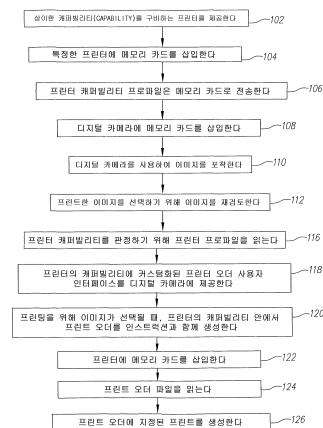 상이한 캐퍼빌리티(CAPABILITY)를 구비하는 프린터를 제공한다
102
특정한 프린터에 메모리 카드를 삽입한다
104
프린터 캐퍼빌리티 프로파일은 메모리 카드로 전송한다
106
디지털 카메라에 메모리 카드를 삽입한다
108
디지털 카메라를 사용하여 이미지를 포착한다
110
프린트한 이미지를 선택하기 위해 이미지를 재검토한다
112
프린터 캐퍼빌리티를 판정하기 위해 프린터 프로파일을 읽는다
116
프린터의 캐퍼빌리티에 커스텀화된 프린터 오더 사용자
인터페이스를 디지털 카메라에 제공한다
118
프린팅을 위해 이미지가 선택될 때, 프린터의 캐퍼빌리티 안에서
프린트 오더를 인스트럭션과 함께 생성한다
120
프린터에 메모리 카드를 삽입한다
122
프린트 오더 파일을 읽는다
124
프린트 오더에 지정된 프린트를 생성한다
126